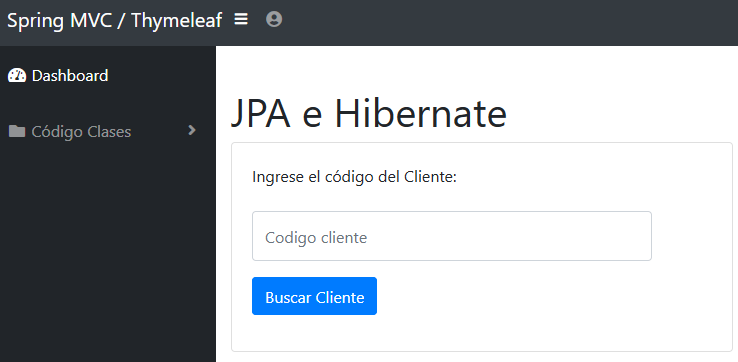 Spring MVC / Thymeleaf
Dashboard
Código Clases
JPA e Hibernate
Ingrese el código del Cliente:
Codigo cliente
Buscar Cliente